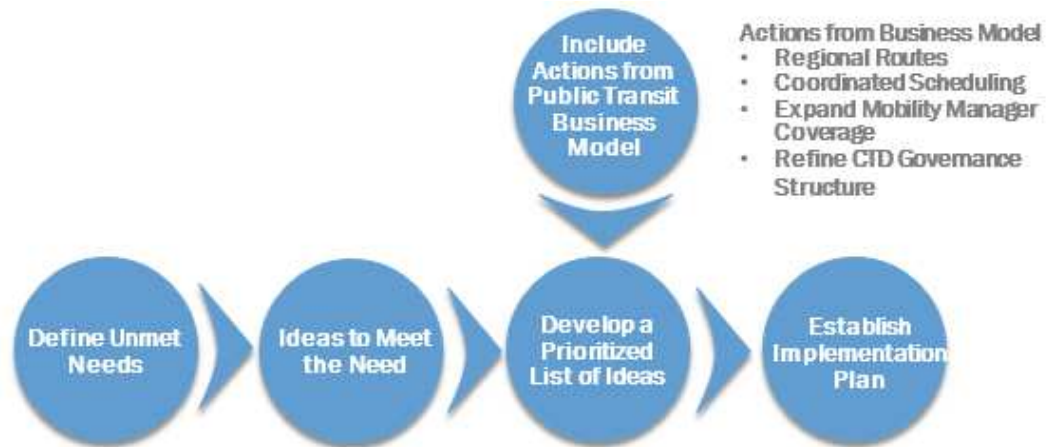 Include
Actions from
Public Transit
Business
Model
Actions from Business Model
• Regional Routes
• Coordinated Scheduling
• Expand Mobility Manager
Coverage
• Refine CTD Governance
Structure
Define Unmet
Needs
Ideas to Meet
the Need
Develop a
Prioritized
List of Ideas
Establish
Implementation
Plan